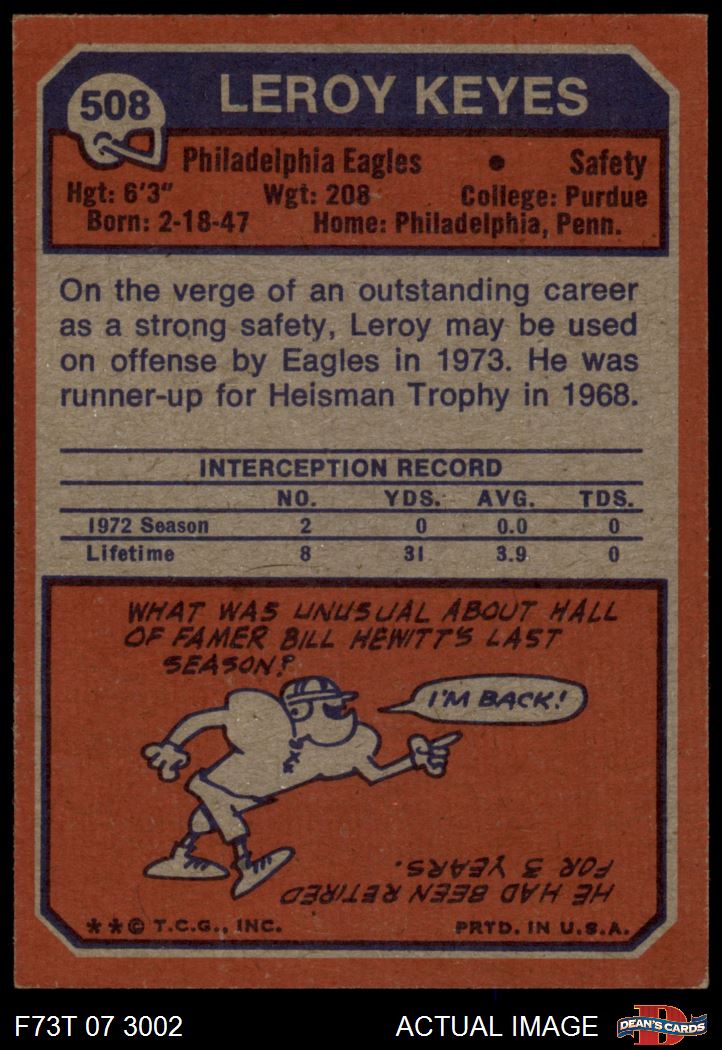 508
LEROY KEYES
Philadelphia Eagles • Safety
Hgt: 6'3" Wgt: 208 College: Purdue
Born: 2-18-47 Home: Philadelphia, Penn.
On the verge of an outstanding career
as a strong safety, Leroy may be used
on offense by Eagles in 1973. He was
runner-up for Heisman Trophy in 1968.
INTERCEPTION RECORD
NO. YDS. AVG. TDS.
1972 Season 2 0 0.0 0
Lifetime 8 31 3.9 0
WHAT WAS UNUSUAL ABOUT HALL
OF FAMER BILL HEWITT'S LAST
SEASON?
I'M BACK!
HE HAD BEEN RETIRED
FOR 3 YEARS.
**© T.C.G., INC. PRTD. IN U.S.A.
F73T 07 3002 ACTUAL IMAGE
D
DEAN'S CARDS